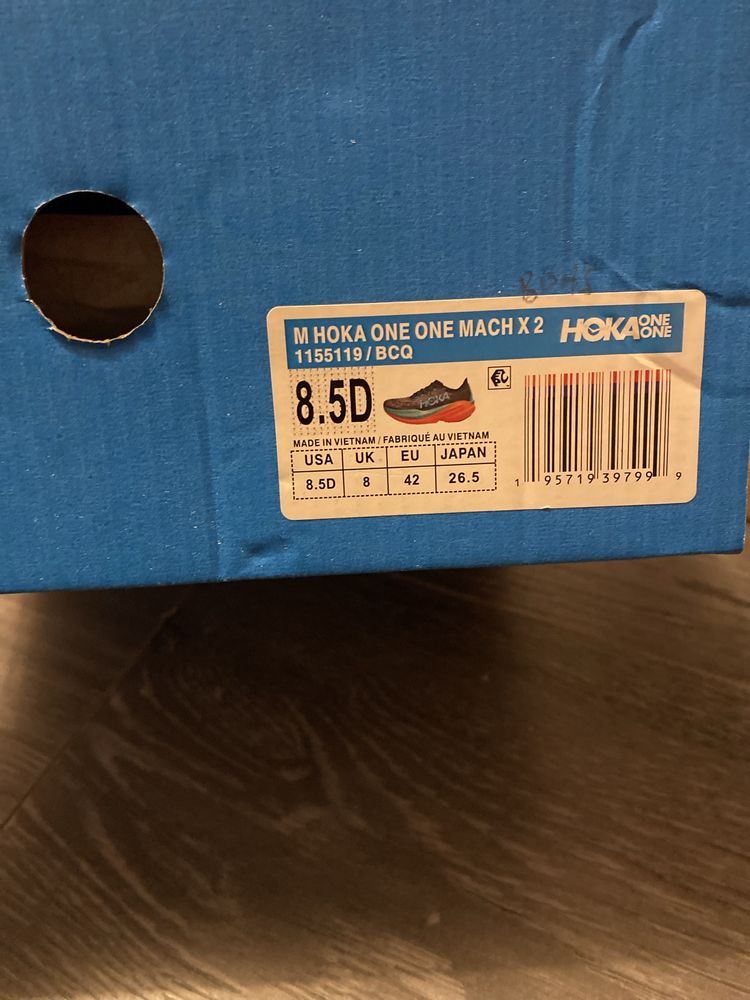 M HOKA ONE ONE MACH X 2
1155119 / BCQ
HOKA ONE ONE
8.5D
HOKA
MADE IN VIETNAM / FABRIQUÉ AU VIETNAM
USA UK EU JAPAN
8.5D 8 42 26.5
1 95719 39799 9